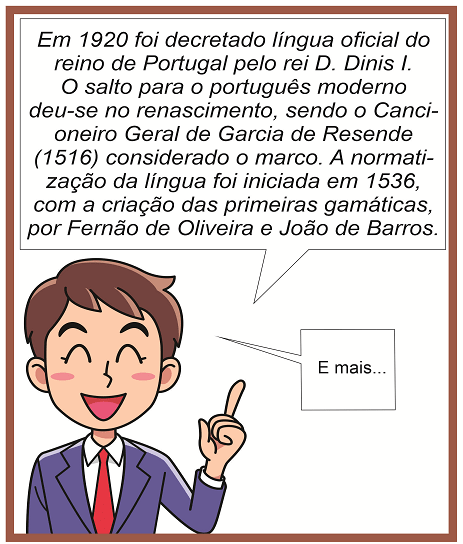 Em 1920 foi decretado língua oficial do
reino de Portugal pelo rei D. Dinis I.
O salto para o português moderno
deu-se no renascimento, sendo o Canci-
oneiro Geral de Garcia de Resende
(1516) considerado o marco. A normati-
zação da língua foi iniciada em 1536,
com a criação das primeiras gamáticas,
por Fernão de Oliveira e João de Barros.
E mais...